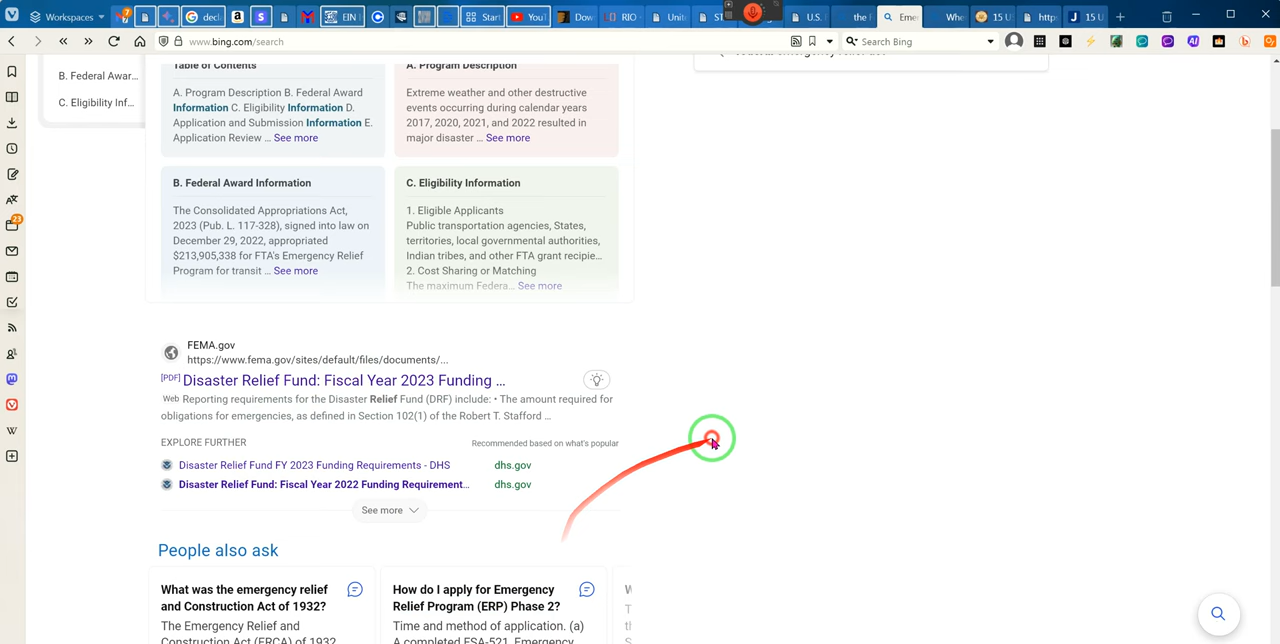 Workspaces
7
decl
EIN
Start
YouT
Dow
RIO
Unite
ST
U.S.
the F
Eme
Whe
15 U
http
15 U
www.bing.com/search
Search Bing
23
B. Federal Awar...
C. Eligibility Inf...
Table of Contents
A. Program Description B. Federal Award
Information C. Eligibility Information D.
Application and Submission Information E.
Application Review ... See more
A. Program Description
Extreme weather and other destructive
events occurring during calendar years
2017, 2020, 2021, and 2022 resulted in
major disaster ... See more
B. Federal Award Information
The Consolidated Appropriations Act,
2023 (Pub. L. 117-328), signed into law on
December 29, 2022, appropriated
$213,905,338 for FTA's Emergency Relief
Program for transit ... See more
C. Eligibility Information
1. Eligible Applicants
Public transportation agencies, States,
territories, local governmental authorities,
Indian tribes, and other FTA grant recipie...
2. Cost Sharing or Matching
The maximum Federa... See more
FEMA.gov
https://www.fema.gov/sites/default/files/documents/...
[PDF] Disaster Relief Fund: Fiscal Year 2023 Funding ...
Web Reporting requirements for the Disaster Relief Fund (DRF) include: • The amount required for
obligations for emergencies, as defined in Section 102(1) of the Robert T. Stafford ...
EXPLORE FURTHER
Recommended based on what's popular
Disaster Relief Fund FY 2023 Funding Requirements - DHS dhs.gov
Disaster Relief Fund: Fiscal Year 2022 Funding Requirement... dhs.gov
See more
People also ask
What was the emergency relief
and Construction Act of 1932?
The Emergency Relief and
Construction Act (ERCA) of 1932
How do I apply for Emergency
Relief Program (ERP) Phase 2?
Time and method of application. (a)
A completed FSA-521, Emergency